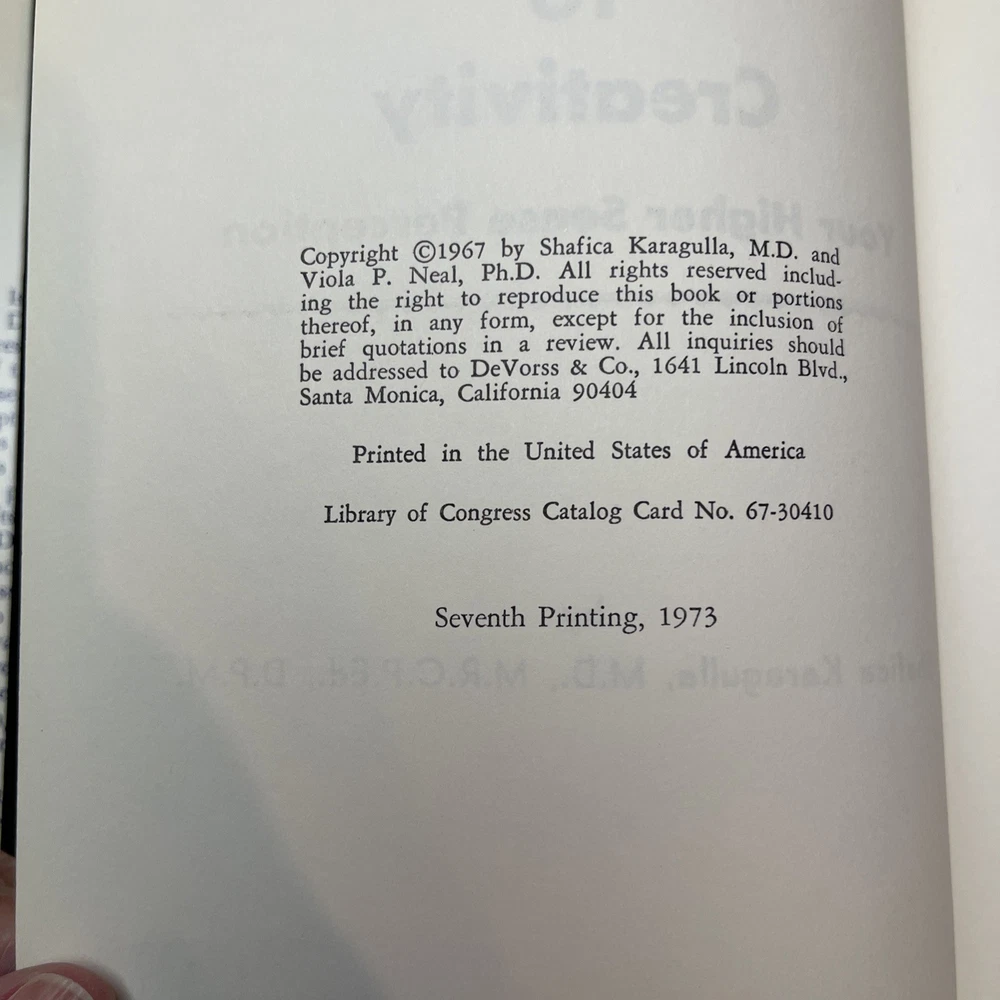 Copyright ©1967 by Shafica Karagulla, M.D. and
Viola P. Neal, Ph.D. All rights reserved includ-
ing the right to reproduce this book or portions
thereof, in any form, except for the inclusion of
brief quotations in a review. All inquiries should
be addressed to DeVorss & Co., 1641 Lincoln Blvd.,
Santa Monica, California 90404
Printed in the United States of America
Library of Congress Catalog Card No. 67-30410
Seventh Printing, 1973